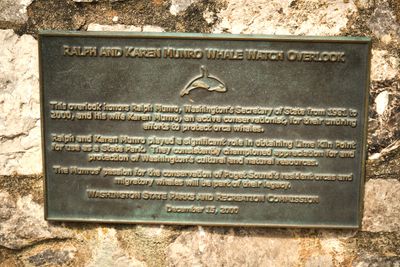 Ralph and Karen Munro Whale Watch Overlook
This overlook honors Ralph Munro, Washington's Secretary of State from 1981 to
2000, and his wife Karen Munro, an active conservationist, for their untiring
efforts to protect orca whales.
Ralph and Karen Munro played a significant role in obtaining Lime Kiln Point
for use as a State Park. They championed appreciation for and
protection of Washington's cultural and natural resources.
The Munros' passion for the conservation of Puget Sound's resident orcas and
migratory whales will be part of their legacy.
Washington State Parks and Recreation Commission
December 15, 2000